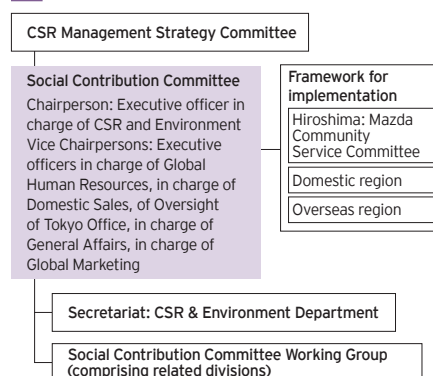 CSR Management Strategy Committee
Social Contribution Committee
Chairperson: Executive officer in
charge of CSR and Environment
Vice Chairpersons: Executive
officers in charge of Global
Human Resources, in charge of
Domestic Sales, of Oversight
of Tokyo Office, in charge of
General Affairs, in charge of
Global Marketing
Framework for
implementation
Hiroshima: Mazda
Community
Service Committee
Domestic region
Overseas region
Secretariat: CSR & Environment Department
Social Contribution Committee Working Group
(comprising related divisions)